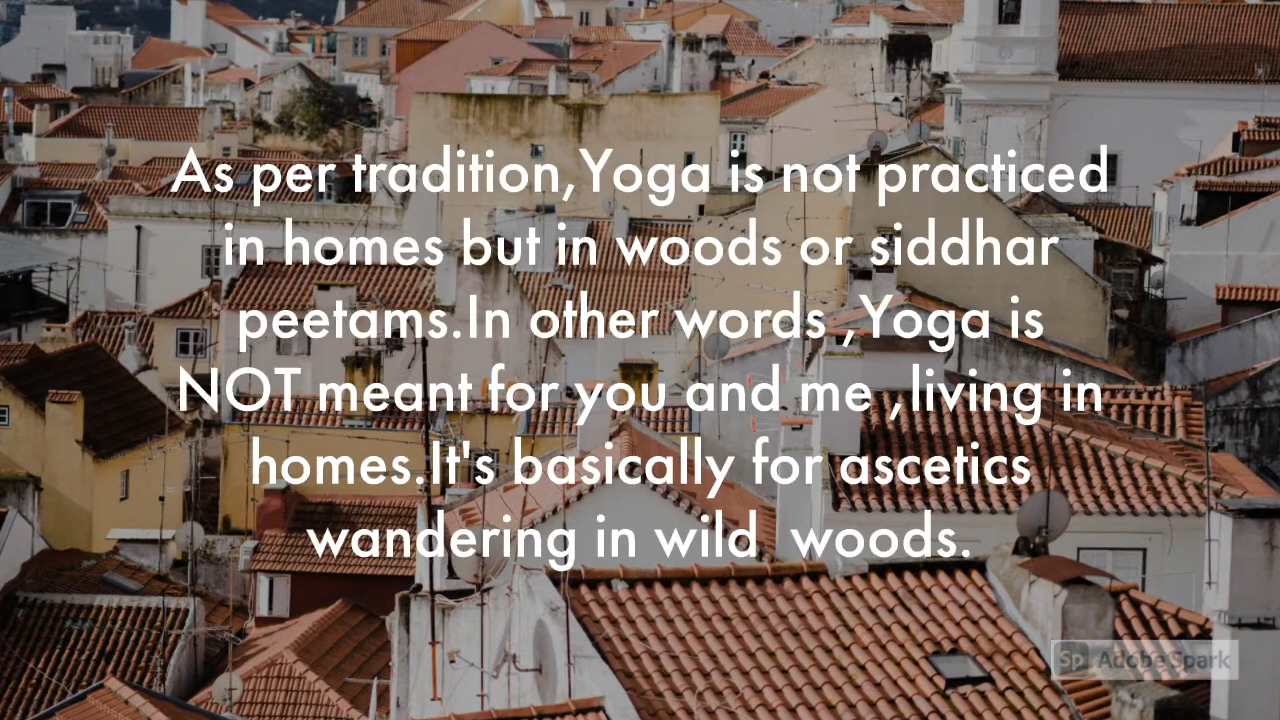 As per tradition,Yoga is not practiced
in homes but in woods or siddhar
peetams.In other words ,Yoga is
NOT meant for you and me ,living in
homes.It's basically for ascetics
wandering in wild  woods.
Sp Adobe Spark